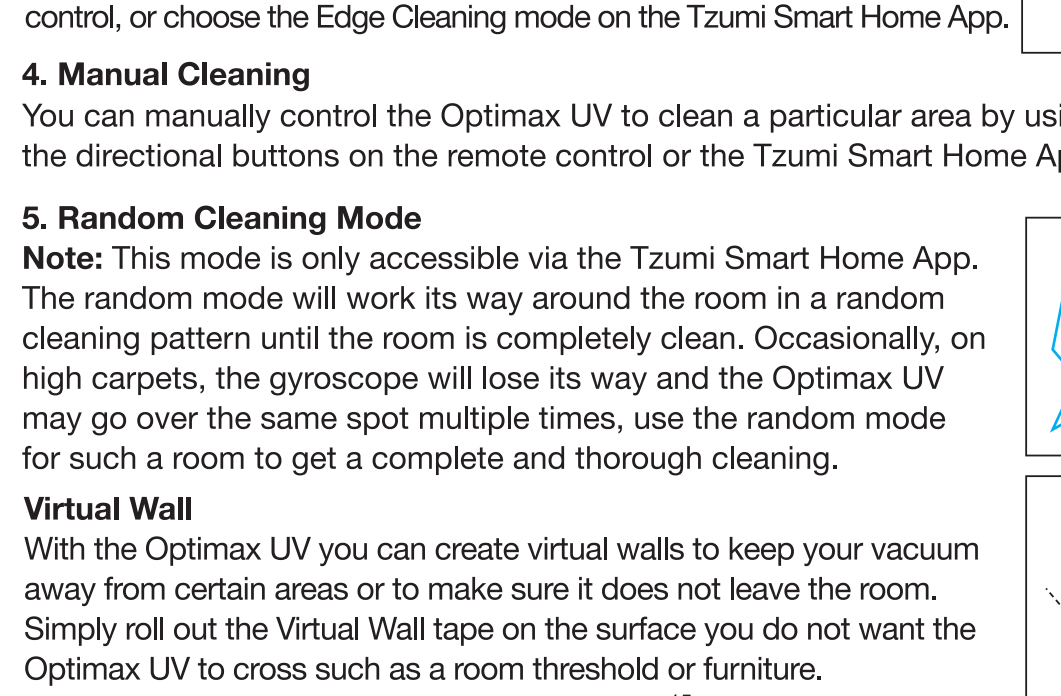 control, or choose the Edge Cleaning mode on the Tzumi Smart Home App.
4. Manual Cleaning
You can manually control the Optimax UV to clean a particular area by
the directional buttons on the remote control or the Tzumi Smart Home
5. Random Cleaning Mode
Note: This mode is only accessible via the Tzumi Smart Home App.
The random mode will work its way around the room in a random
cleaning pattern until the room is completely clean. Occasionally, on
high carpets, the gyroscope will lose its way and the Optimax UV
may go over the same spot multiple times, use the random mode
for such a room to get a complete and thorough cleaning.
Virtual Wall
With the Optimax UV you can create virtual walls to keep your vacuum
away from certain areas or to make sure it does not leave the room.
Simply roll out the Virtual Wall tape on the surface you do not want the
Optimax UV to cross such as a room threshold or furniture.